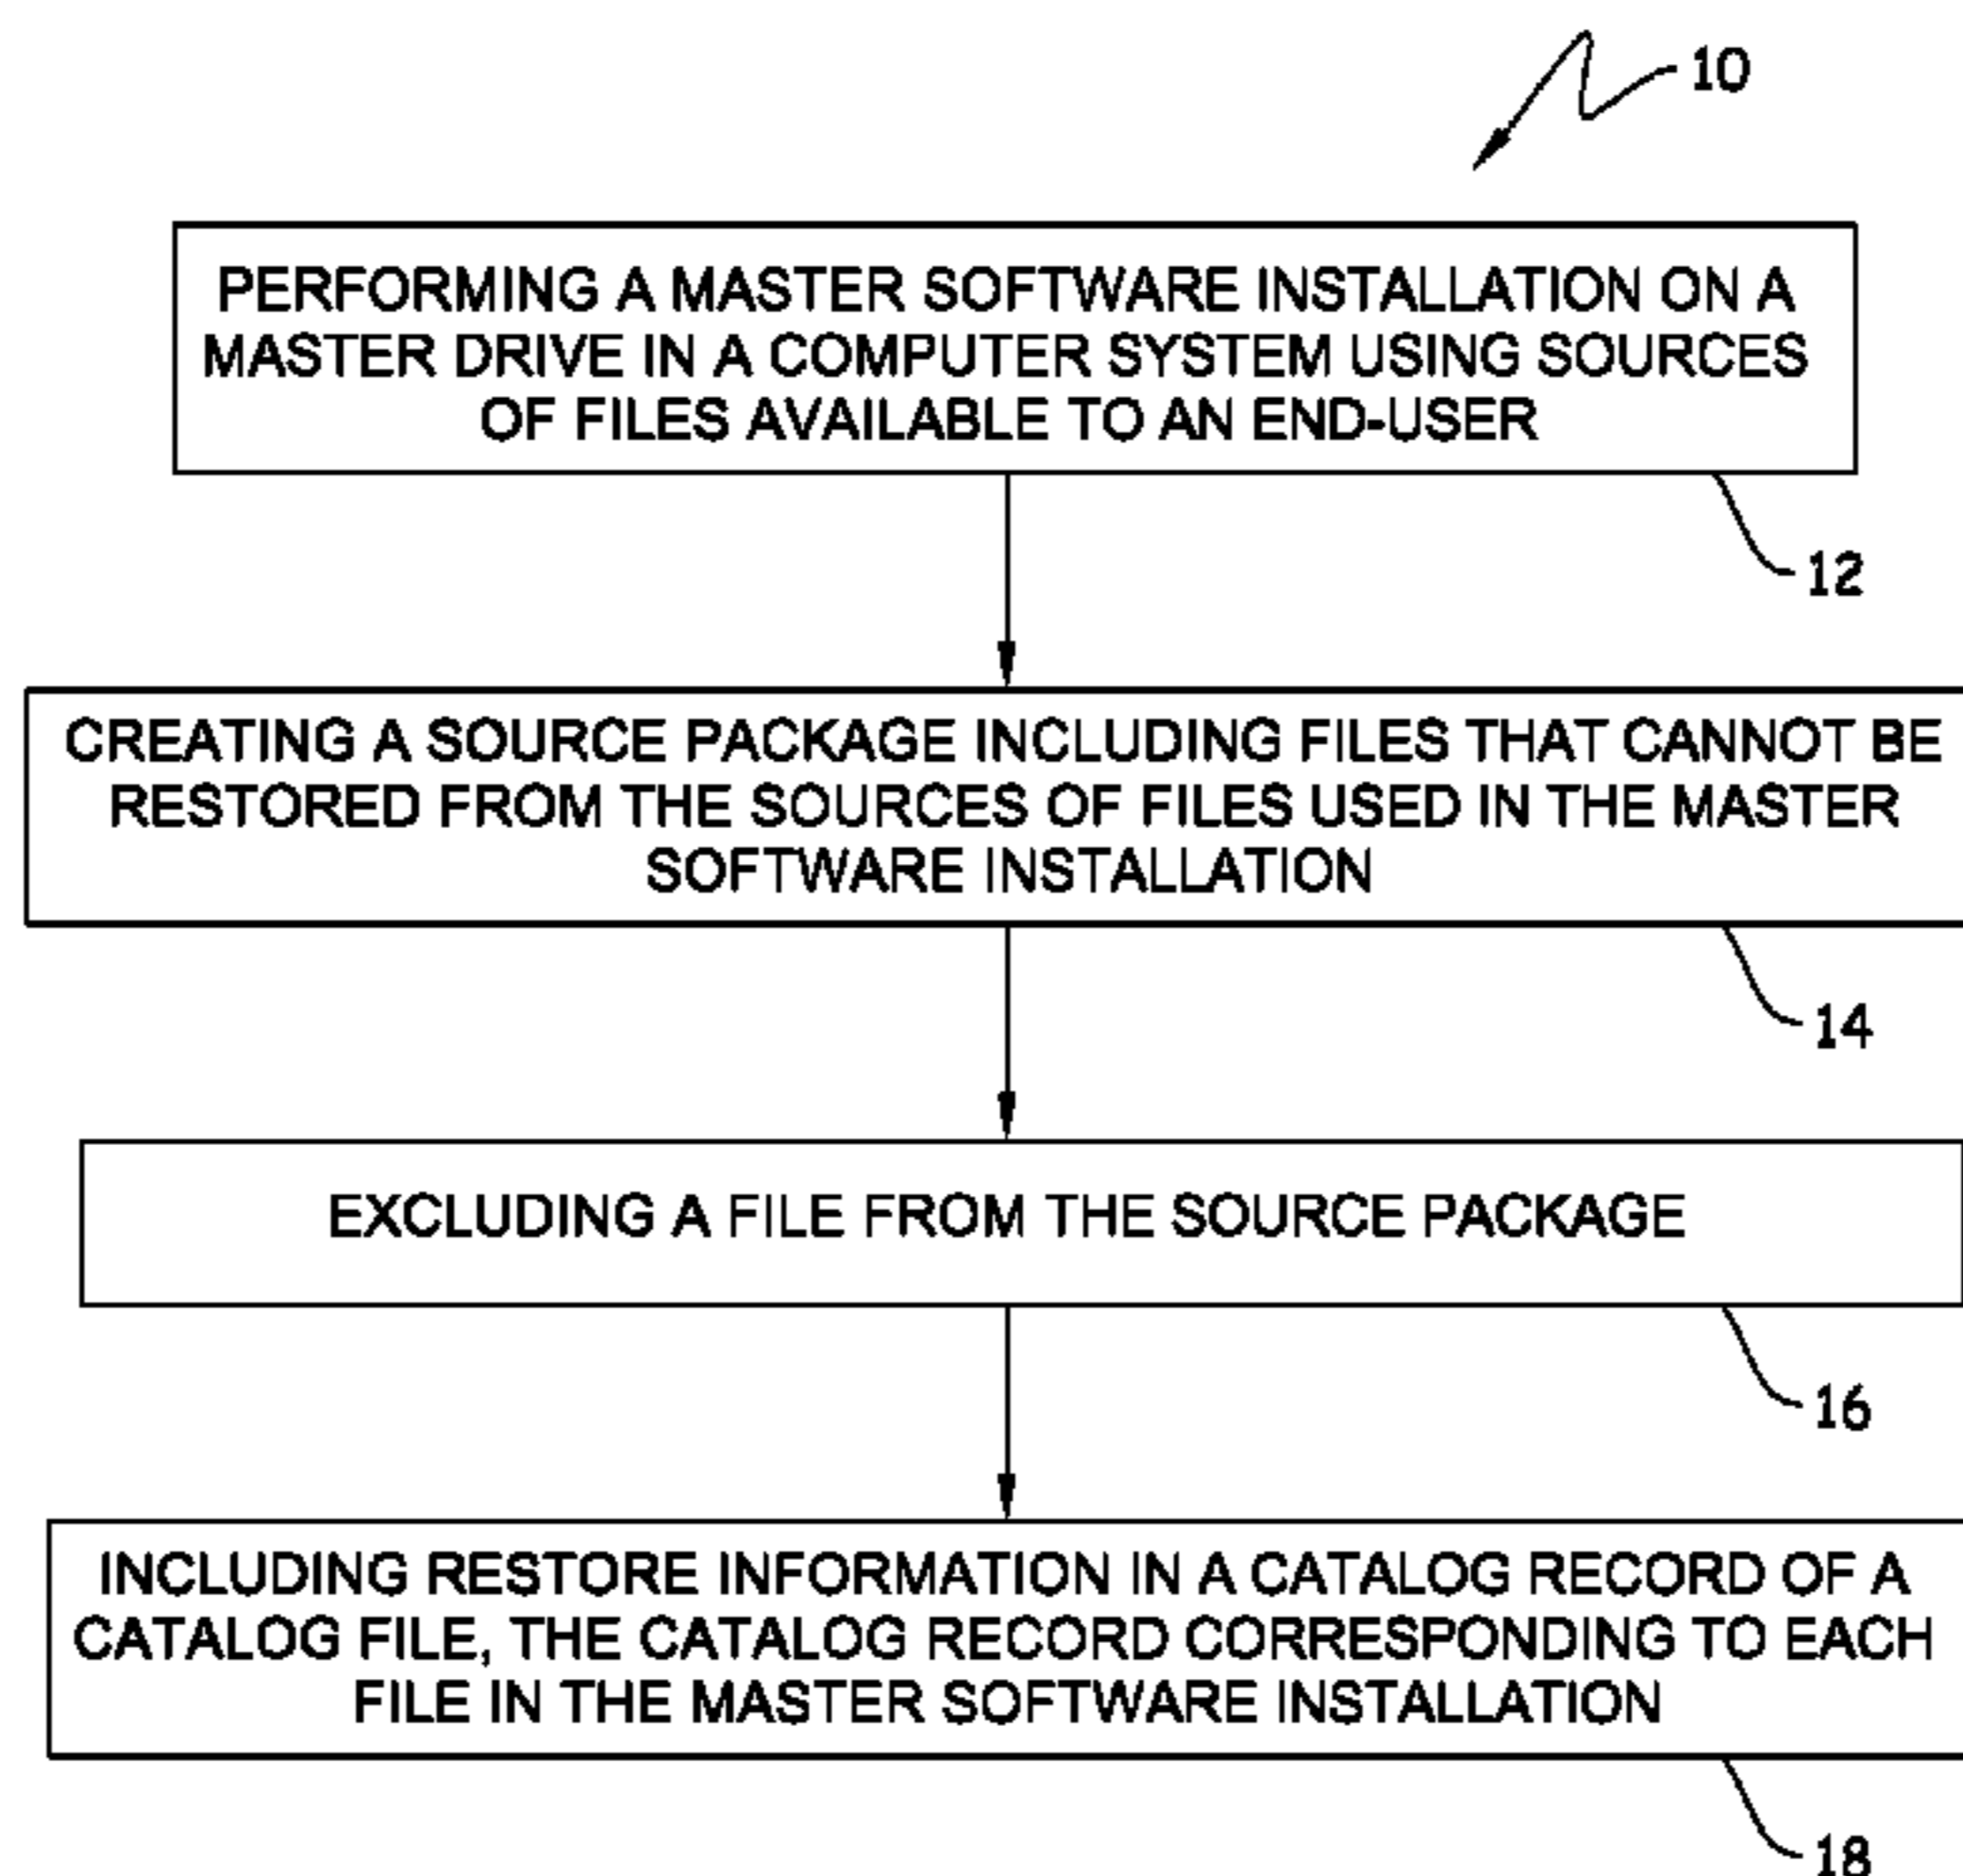 10
PERFORMING A MASTER SOFTWARE INSTALLATION ON A
MASTER DRIVE IN A COMPUTER SYSTEM USING SOURCES
OF FILES AVAILABLE TO AN END-USER
12
CREATING A SOURCE PACKAGE INCLUDING FILES THAT CANNOT BE
RESTORED FROM THE SOURCES OF FILES USED IN THE MASTER
SOFTWARE INSTALLATION
14
EXCLUDING A FILE FROM THE SOURCE PACKAGE
16
INCLUDING RESTORE INFORMATION IN A CATALOG RECORD OF A
CATALOG FILE, THE CATALOG RECORD CORRESPONDING TO EACH
FILE IN THE MASTER SOFTWARE INSTALLATION
18